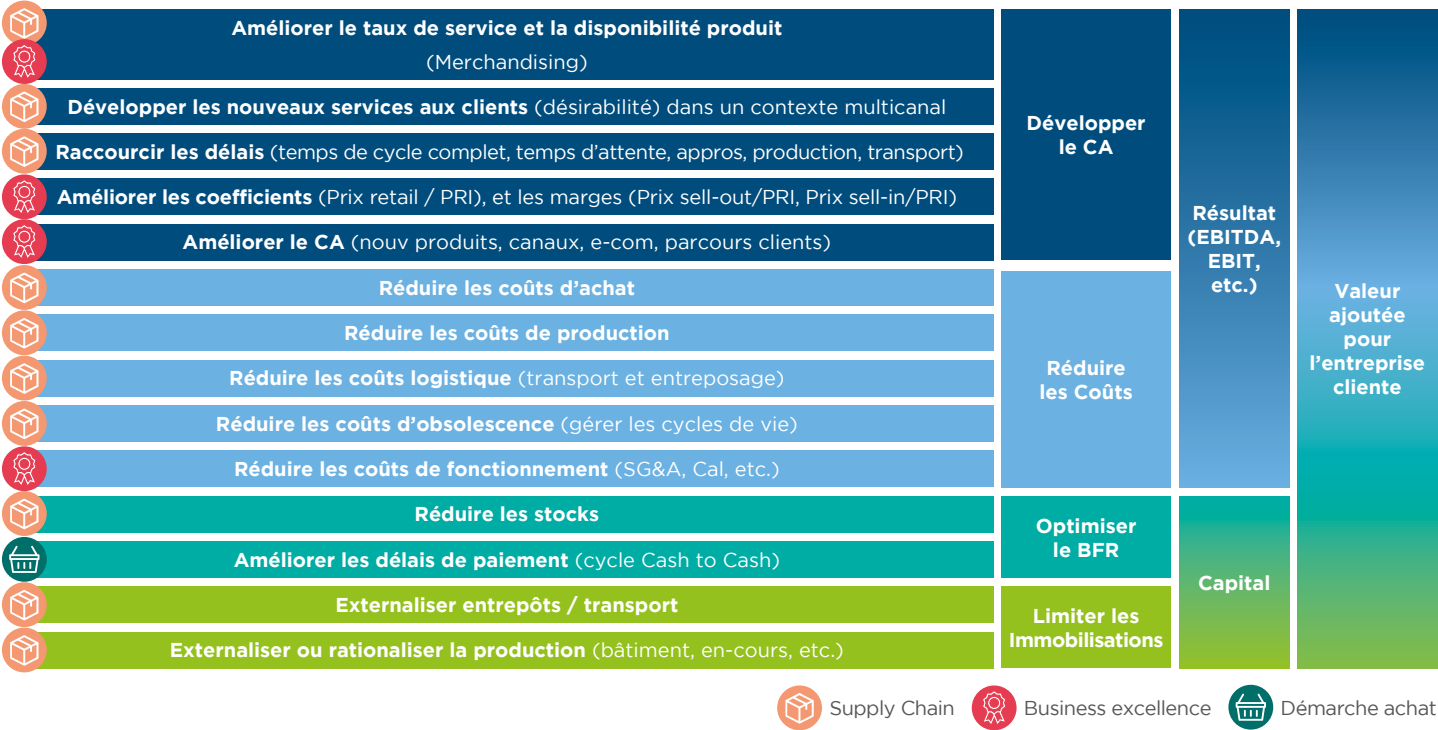 Améliorer le taux de service et la disponibilité produit
(Merchandising)
Développer les nouveaux services aux clients (désirabilité) dans un contexte multicanal
Raccourcir les délais (temps de cycle complet, temps d'attente, appros, production, transport)
Améliorer les coefficients (Prix retail / PRI), et les marges (Prix sell-out/PRI, Prix sell-in/PRI)
Améliorer le CA (nouv produits, canaux, e-com, parcours clients)
Réduire les coûts d'achat
Réduire les coûts de production
Réduire les coûts logistique (transport et entreposage)
Réduire les coûts d'obsolescence (gérer les cycles de vie)
Réduire les coûts de fonctionnement (SG&A, Cal, etc.)
Réduire les stocks
Améliorer les délais de paiement (cycle Cash to Cash)
Externaliser entrepôts / transport
Externaliser ou rationaliser la production (bâtiment, en-cours, etc.)
Développer
le CA
Réduire
les Coûts
Optimiser
le BFR
Limiter les
Immobilisations
Résultat
(EBITDA,
EBIT,
etc.)
Capital
Valeur
ajoutée
pour
l'entreprise
cliente
Supply Chain
Business excellence
Démarche achat